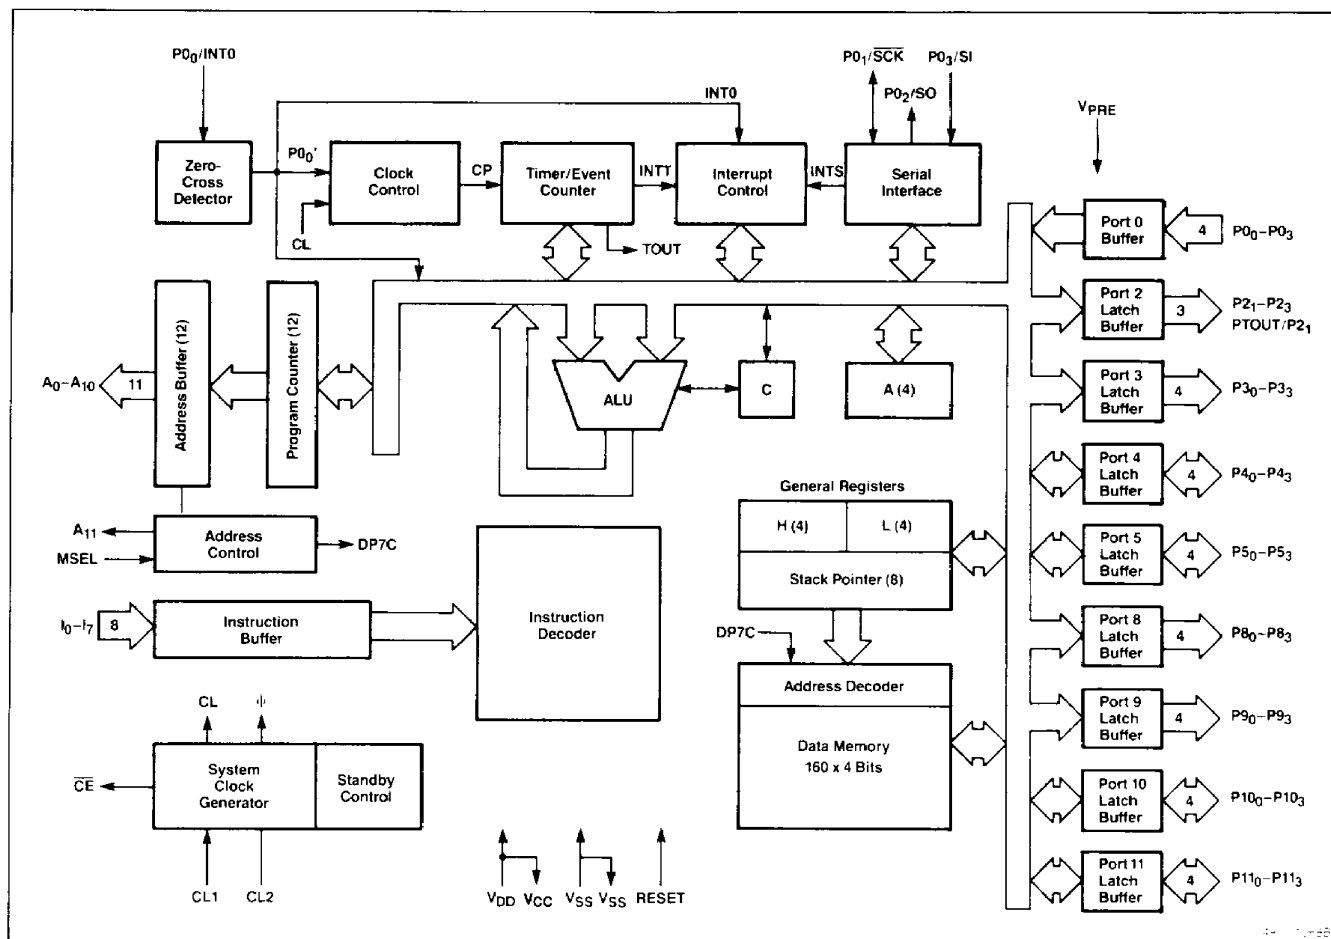 P0₀/INT0
P0₁/S̅C̅K̅
P0₃/SI
P0₂/SO
INT0
V_PRE
Zero-
Cross
Detector
P0₀'
Clock
Control
CL
CP
Timer/Event
Counter
INTT
TOUT
Interrupt
Control
INTS
Serial
Interface
Port 0
Buffer
4
P0₀–P0₃
Port 2
Latch
Buffer
3
P2₁–P2₃
PTOUT/P2₁
Port 3
Latch
Buffer
4
P3₀–P3₃
A₀–A₁₀
11
Address Buffer (12)
Program Counter (12)
ALU
C
A (4)
Port 4
Latch
Buffer
4
P4₀–P4₃
General Registers
H (4)
L (4)
Stack Pointer (8)
A₁₁
MSEL
Address
Control
DP7C
Port 5
Latch
Buffer
4
P5₀–P5₃
I₀–I₇
8
Instruction
Buffer
Instruction
Decoder
DP7C
Address Decoder
Data Memory
160 x 4 Bits
Port 8
Latch
Buffer
4
P8₀–P8₃
Port 9
Latch
Buffer
4
P9₀–P9₃
CL
ϕ
C̅E̅
System
Clock
Generator
Standby
Control
CL1
CL2
Port 10
Latch
Buffer
4
P10₀–P10₃
Port 11
Latch
Buffer
4
P11₀–P11₃
V_DD
V_CC
V_SS
V_SS
RESET